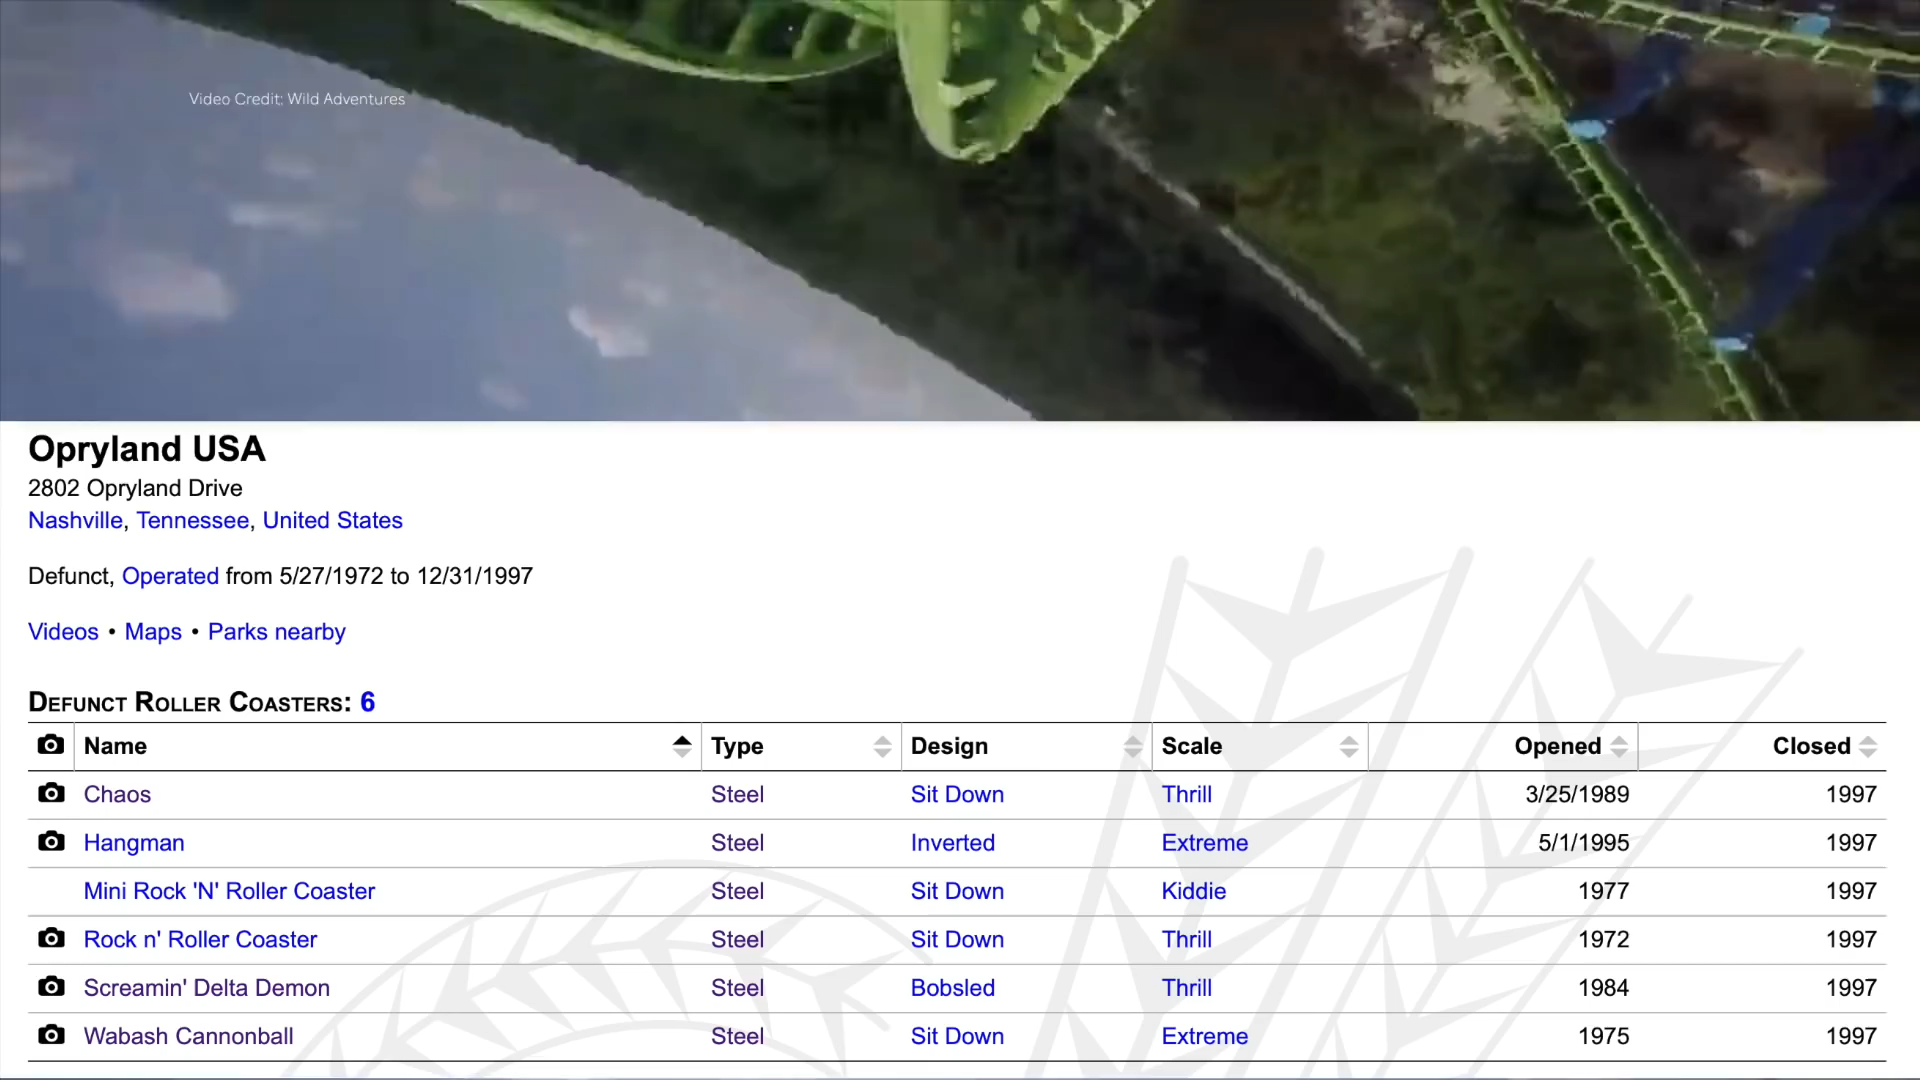 Video Credit: Wild Adventures
Opryland USA
2802 Opryland Drive
Nashville, Tennessee, United States
Defunct, Operated from 5/27/1972 to 12/31/1997
Videos • Maps • Parks nearby
Defunct Roller Coasters: 6
Name Type Design Scale Opened Closed
Chaos Steel Sit Down Thrill 3/25/1989 1997
Hangman Steel Inverted Extreme 5/1/1995 1997
Mini Rock 'N' Roller Coaster Steel Sit Down Kiddie 1977 1997
Rock n' Roller Coaster Steel Sit Down Thrill 1972 1997
Screamin' Delta Demon Steel Bobsled Thrill 1984 1997
Wabash Cannonball Steel Sit Down Extreme 1975 1997